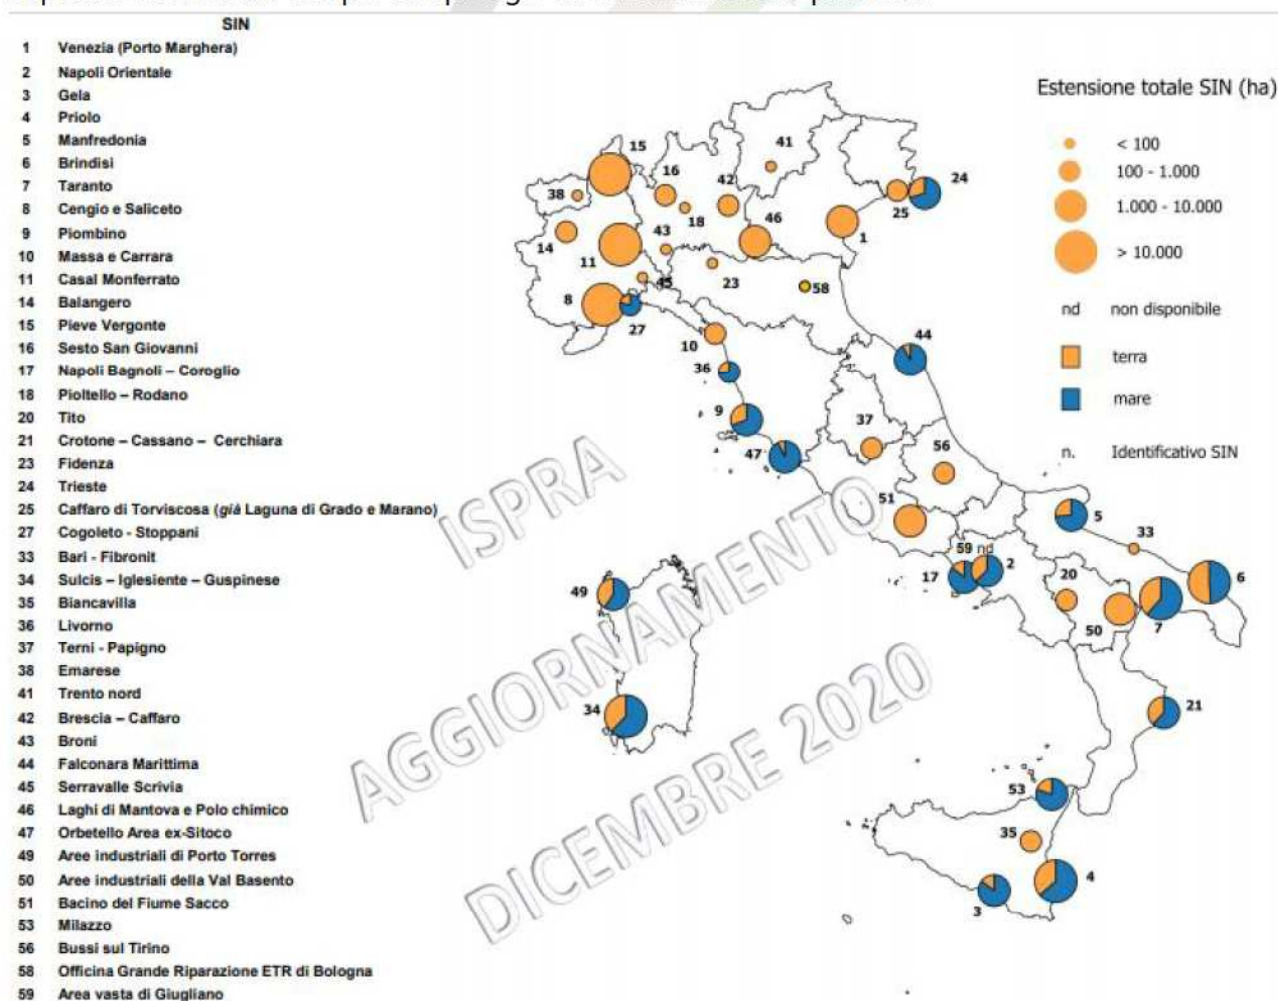 SIN
1 Venezia (Porto Marghera)
2 Napoli Orientale
3 Gela
4 Priolo
5 Manfredonia
6 Brindisi
7 Taranto
8 Cengio e Saliceto
9 Piombino
10 Massa e Carrara
11 Casal Monferrato
14 Balangero
15 Pieve Vergonte
16 Sesto San Giovanni
17 Napoli Bagnoli – Coroglio
18 Pioltello – Rodano
20 Tito
21 Crotone – Cassano – Cerchiara
23 Fidenza
24 Trieste
25 Caffaro di Torviscosa (già Laguna di Grado e Marano)
27 Cogoleto - Stoppani
33 Bari - Fibronit
34 Sulcis – Iglesiente – Guspinese
35 Biancavilla
36 Livorno
37 Terni - Papigno
38 Emarese
41 Trento nord
42 Brescia – Caffaro
43 Broni
44 Falconara Marittima
45 Serravalle Scrivia
46 Laghi di Mantova e Polo chimico
47 Orbetello Area ex-Sitoco
49 Aree industriali di Porto Torres
50 Aree industriali della Val Basento
51 Bacino del Fiume Sacco
53 Milazzo
56 Bussi sul Tirino
58 Officina Grande Riparazione ETR di Bologna
59 Area vasta di Giugliano
Estensione totale SIN (ha)
< 100
100 - 1.000
1.000 - 10.000
> 10.000
nd non disponibile
terra
mare
n. Identificativo SIN
41
15
16
42
24
38
18
25
46
43
1
14
11
45
23
58
8
27
10
44
36
9
37
47
56
51
5
33
59 nd
17
2
20
6
49
50
7
34
21
53
35
4
3
ISPRA
AGGIORNAMENTO
DICEMBRE 2020